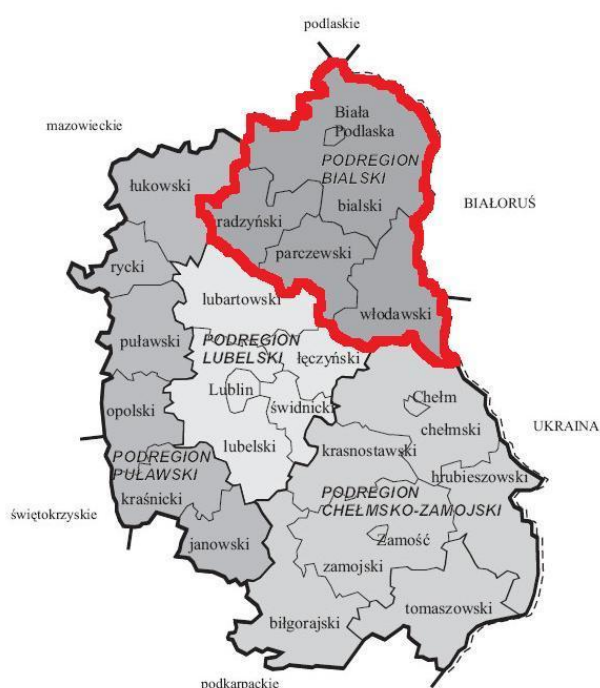 podlaskie
mazowieckie
Biała
Podlaska
PODREGION
BIALSKI
łukowski
bialski
BIAŁORUŚ
radzyński
parczewski
rycki
lubartowski
włodawski
puławski
PODREGION
LUBELSKI
łęczyński
Lublin
świdnicki
opolski
Chełm
chełmski
UKRAINA
lubelski
krasnostawski
PODREGION
PUŁAWSKI
hrubieszowski
kraśnicki
PODREGION
CHEŁMSKO-ZAMOJSKI
świętokrzyskie
janowski
Zamość
zamojski
tomaszowski
biłgorajski
podkarpackie